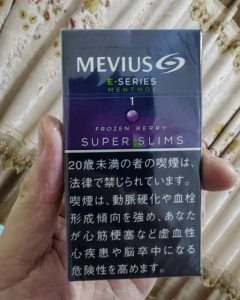 MEVIUS
E·SERIES
MENTHOL
1
FROZEN BERRY
SUPER SLIMS
20歳未満の者の喫煙は、
法律で禁じられています。
喫煙は、動脈硬化や血栓
形成傾向を強め、あなた
が心筋梗塞など虚血性
心疾患や脳卒中になる
危険性を高めます。